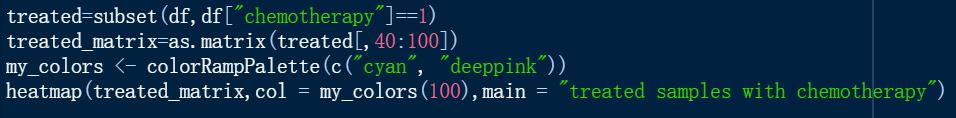 treated=subset(df,df["chemotherapy"]==1)
treated_matrix=as.matrix(treated[,40:100])
my_colors <- colorRampPalette(c("cyan", "deeppink"))
heatmap(treated_matrix,col = my_colors(100),main = "treated samples with chemotherapy")